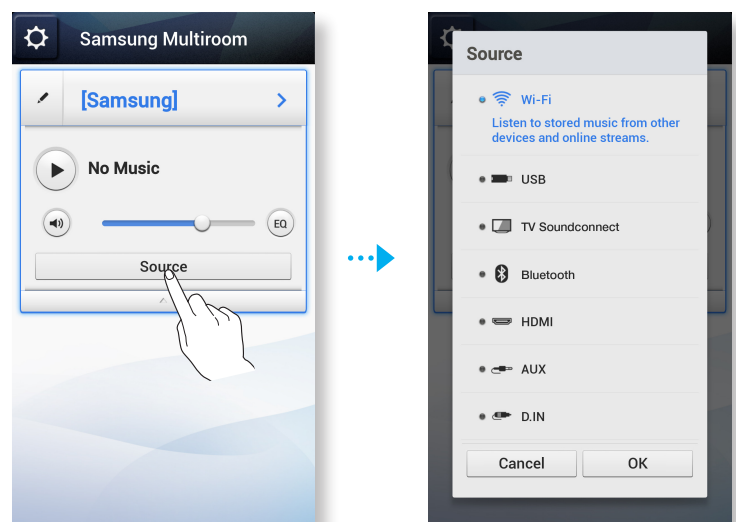 Samsung Multiroom
[Samsung]
No Music
EQ
Source
Source
Wi-Fi
Listen to stored music from other
devices and online streams.
USB
TV Soundconnect
Bluetooth
HDMI
AUX
D.IN
Cancel
OK